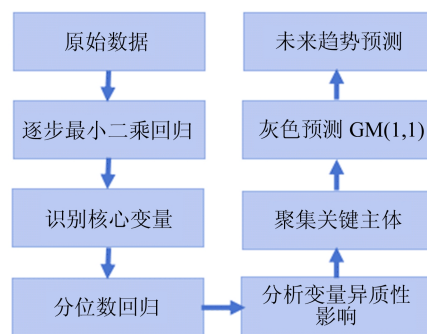 原始数据
逐步最小二乘回归
识别核心变量
分位数回归
分析变量异质性
影响
聚集关键主体
灰色预测 GM(1,1)
未来趋势预测